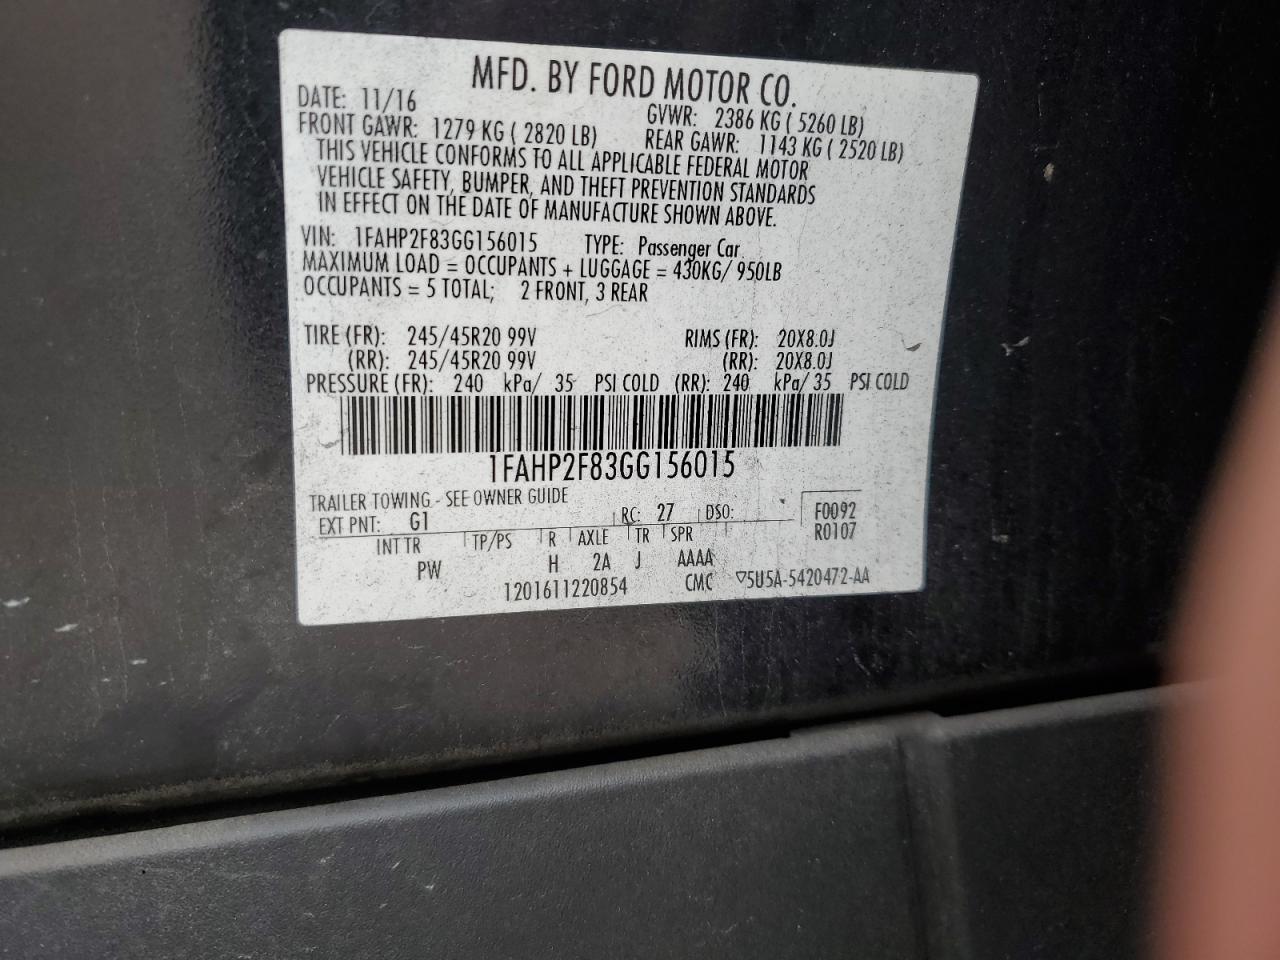 MFD. BY FORD MOTOR CO.
DATE: 11/16 GVWR: 2386 KG ( 5260 LB)
FRONT GAWR: 1279 KG ( 2820 LB) REAR GAWR: 1143 KG ( 2520 LB)
THIS VEHICLE CONFORMS TO ALL APPLICABLE FEDERAL MOTOR
VEHICLE SAFETY, BUMPER, AND THEFT PREVENTION STANDARDS
IN EFFECT ON THE DATE OF MANUFACTURE SHOWN ABOVE.
VIN: 1FAHP2F83GG156015 TYPE: Passenger Car
MAXIMUM LOAD = OCCUPANTS + LUGGAGE = 430KG/ 950LB
OCCUPANTS = 5 TOTAL; 2 FRONT, 3 REAR
TIRE (FR): 245/45R20 99V RIMS (FR): 20X8.0J
(RR): 245/45R20 99V (RR): 20X8.0J
PRESSURE (FR): 240 kPa/ 35 PSI COLD (RR): 240 kPa/ 35 PSI COLD
1FAHP2F83GG156015
TRAILER TOWING - SEE OWNER GUIDE
EXT PNT: G1 RC: 27 DSO: F0092
R0107
INT TR TP/PS R AXLE TR SPR
PW H 2A J AAAA
1201611220854 CMC ▽5U5A-5420472-AA